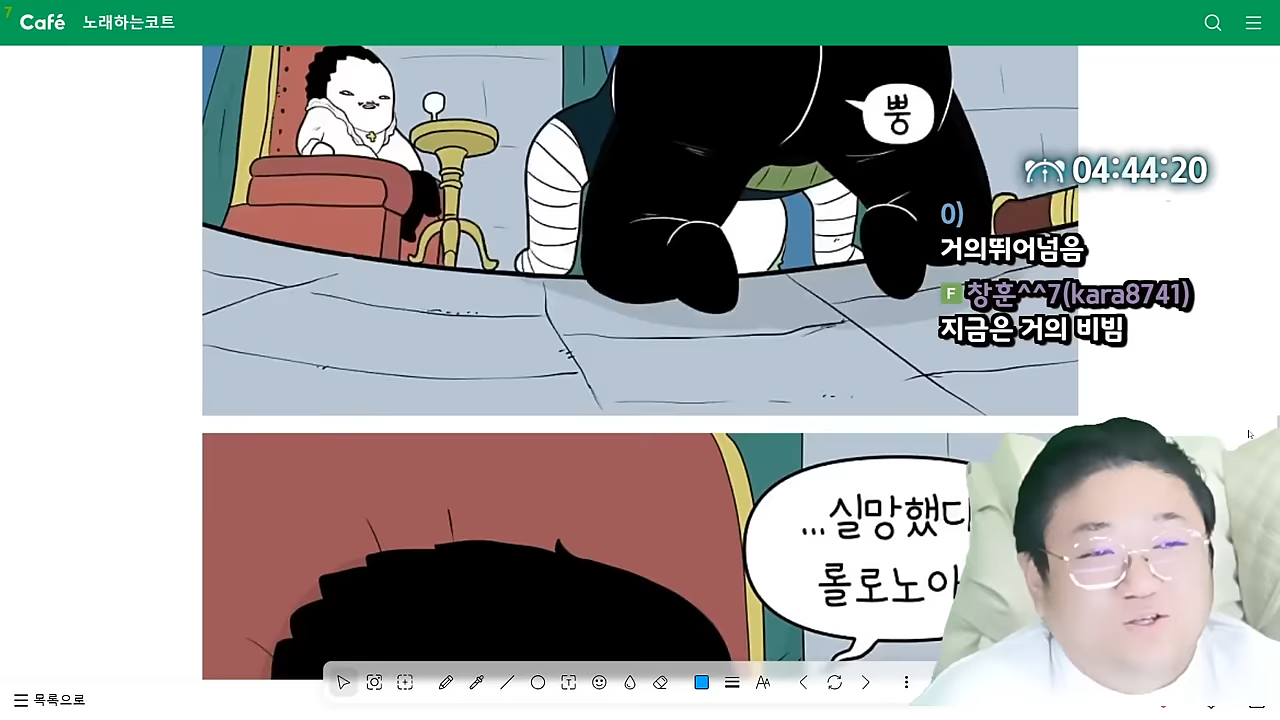 7
Café 노래하는코트
뿡
04:44:20
0)
거의뛰어넘음
F 창훈^^7(kara8741)
지금은 거의 비빔
...실망했다
롤로노아
목록으로